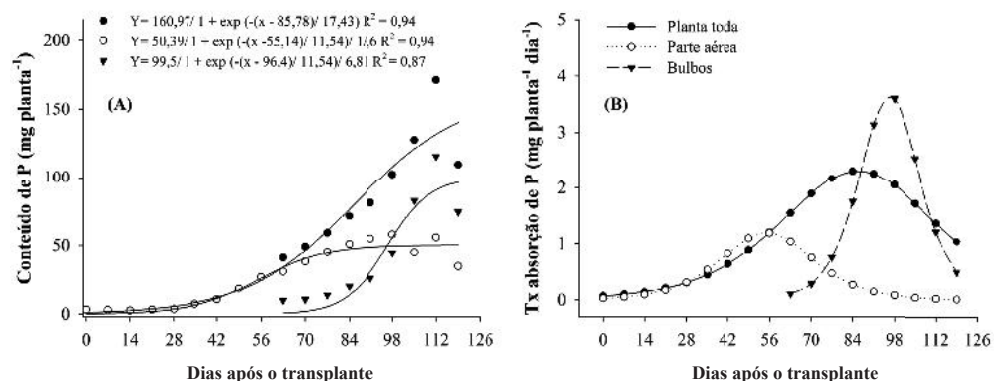 Y= 160,97/ 1 + exp (-(x - 85,78)/ 17,43) R² = 0,94
Y= 50,39/1 + exp (-(x -55,14)/ 11,54)/ 1/6 R² 0,94
Y= 99,5/1 + exp (-(x - 96,4)/ 11,54)/ 6,81 R² = 0,87
(A)
Conteúdo de P (mg planta⁻¹)
200
150
100
50
0
0 14 28 42 56 70 84 98 112 126
Dias após o transplante
Planta toda
Parte aérea
Bulbos
(B)
Tx absorção de P (mg planta⁻¹ dia⁻¹)
5
4
3
2
1
0
0 14 28 42 56 70 84 98 112 126
Dias após o transplante